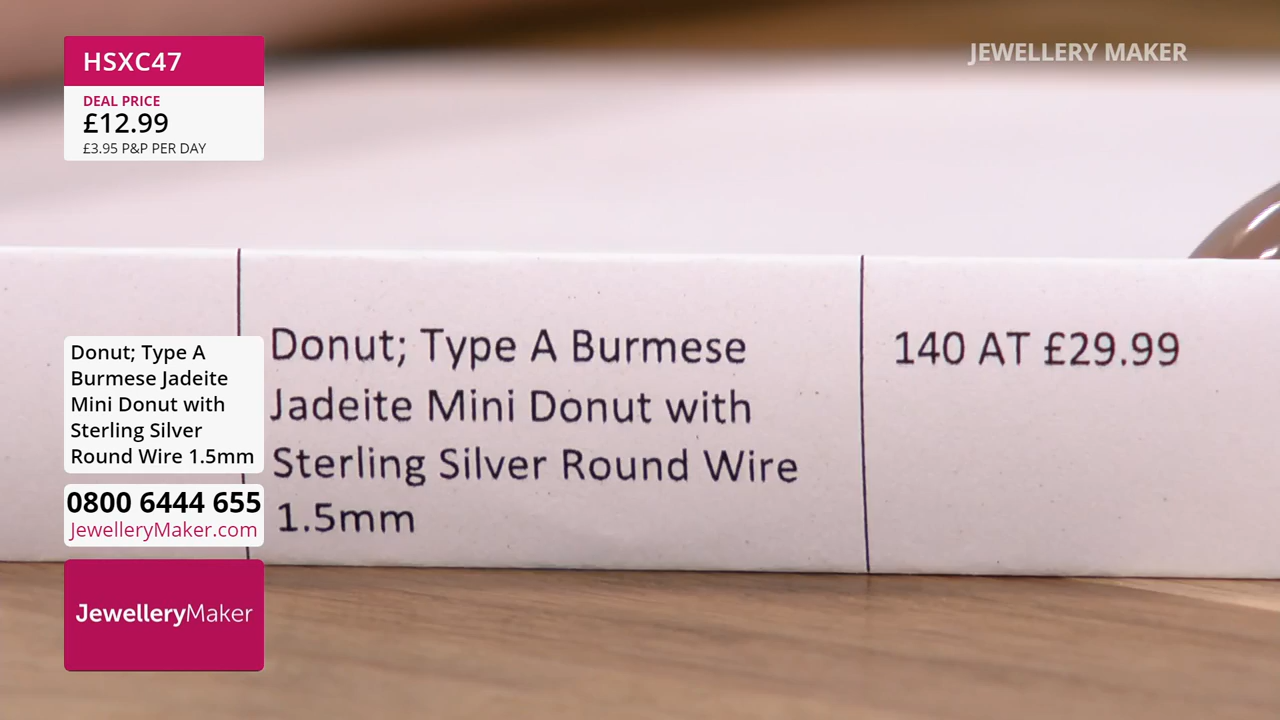 HSXC47
DEAL PRICE
£12.99
£3.95 P&P PER DAY
JEWELLERY MAKER
Donut; Type A Burmese
Jadeite Mini Donut with
Sterling Silver Round Wire
1.5mm
140 AT £29.99
Donut; Type A
Burmese Jadeite
Mini Donut with
Sterling Silver
Round Wire 1.5mm
0800 6444 655
JewelleryMaker.com
JewelleryMaker